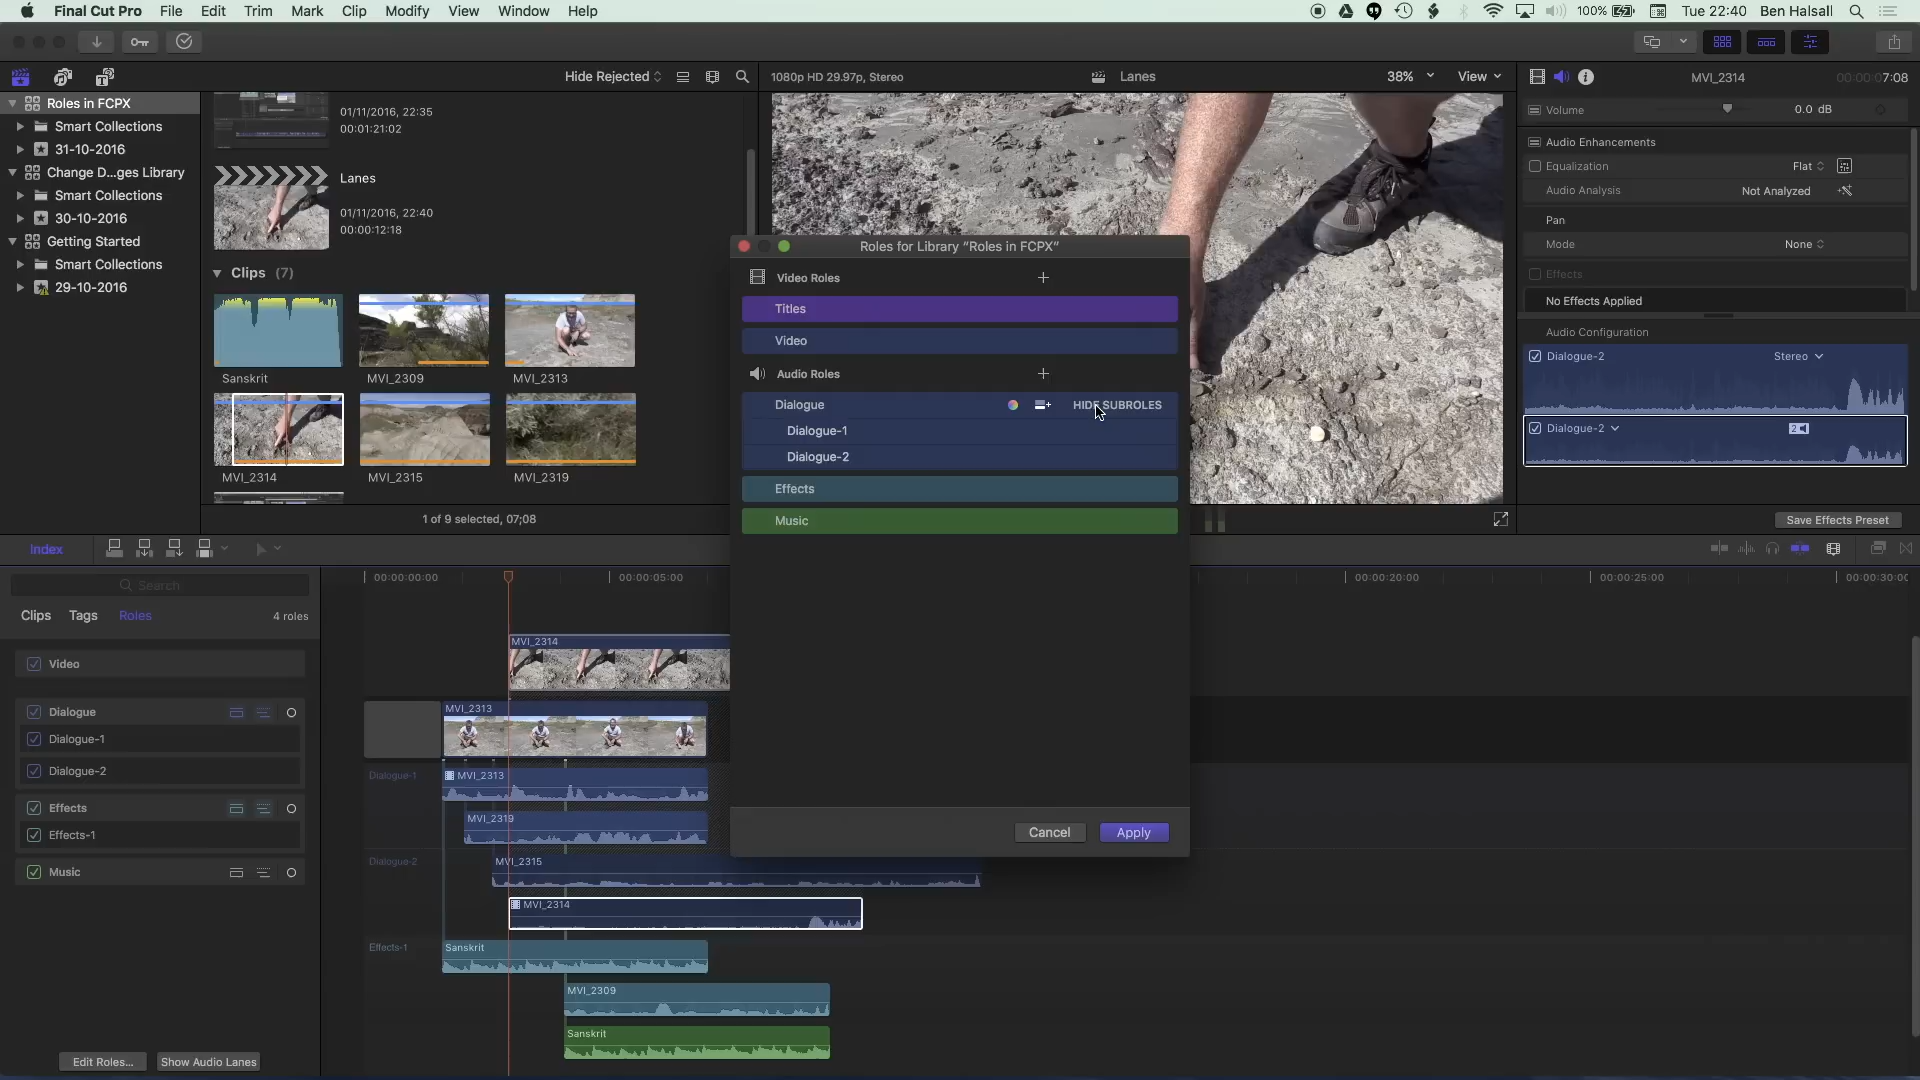 Final Cut Pro File Edit Trim Mark Clip Modify View Window Help 100% Tue 22:40 Ben Halsall
Hide Rejected 1080p HD 29.97p, Stereo Lanes 38% View MVI_2314 7:08
Roles in FCPX
Smart Collections
31-10-2016
Change D...ges Library
Smart Collections
30-10-2016
Getting Started
Smart Collections
29-10-2016
01/11/2016, 22:35
00:01:21:02
Lanes
01/11/2016, 22:40
00:00:12:18
Clips (7)
Sanskrit MVI_2309 MVI_2313
MVI_2314 MVI_2315 MVI_2319
1 of 9 selected, 07;08
Roles for Library "Roles in FCPX"
Video Roles
Titles
Video
Audio Roles
Dialogue HIDE SUBROLES
Dialogue-1
Dialogue-2
Effects
Music
Cancel Apply
Volume 0.0 dB
Audio Enhancements
Equalization Flat
Audio Analysis Not Analyzed
Pan
Mode None
Effects
No Effects Applied
Audio Configuration
Dialogue-2 Stereo
Dialogue-2 2
Save Effects Preset
Index
Search
Clips Tags Roles 4 roles
Video
Dialogue
Dialogue-1
Dialogue-2
Effects
Effects-1
Music
Edit Roles... Show Audio Lanes
00:00:00:00 00:00:05:00 00:00:20:00 00:00:25:00 00:00:30:00
MVI_2314
MVI_2313
Dialogue-1 MVI_2313
MVI_2319
Dialogue-2 MVI_2315
MVI_2314
Effects-1 Sanskrit
MVI_2309
Sanskrit